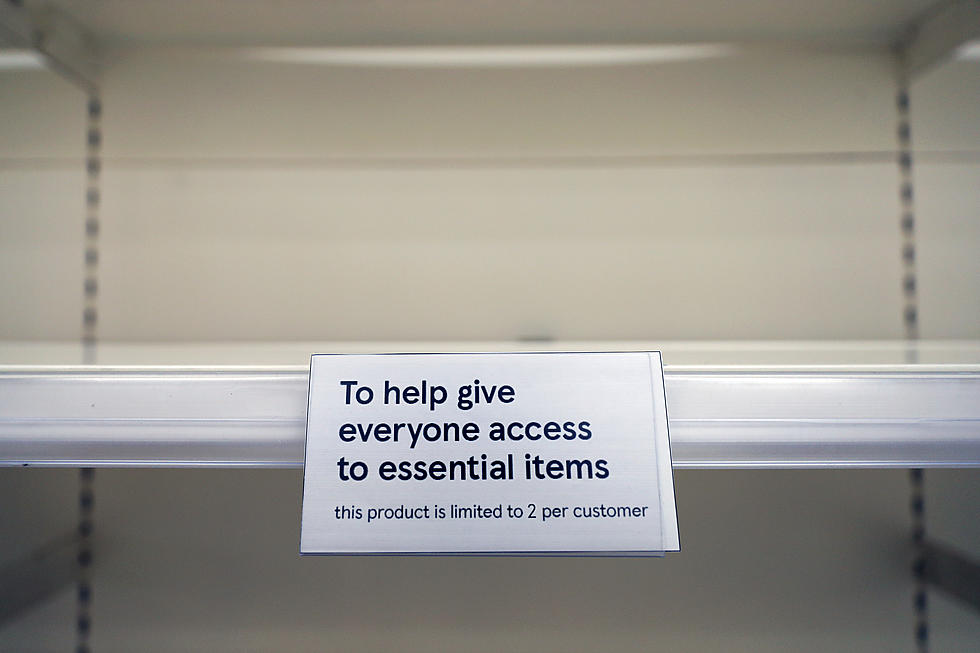 To help give
everyone access
to essential items
this product is limited to 2 per customer